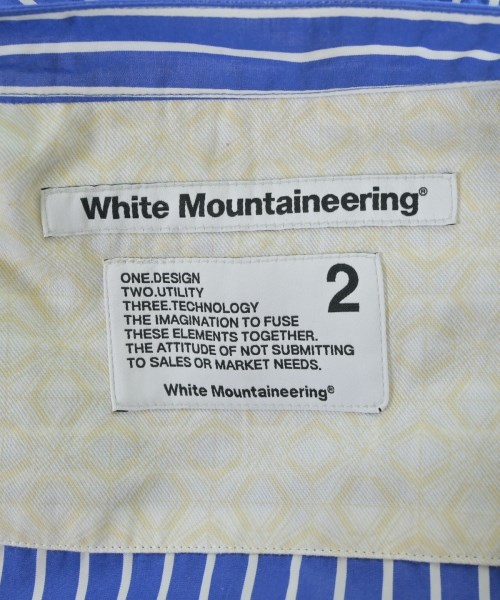 White Mountaineering®
2
ONE.DESIGN
TWO.UTILITY
THREE.TECHNOLOGY
THE IMAGINATION TO FUSE
THESE ELEMENTS TOGETHER.
THE ATTITUDE OF NOT SUBMITTING
TO SALES OR MARKET NEEDS.
White Mountaineering®